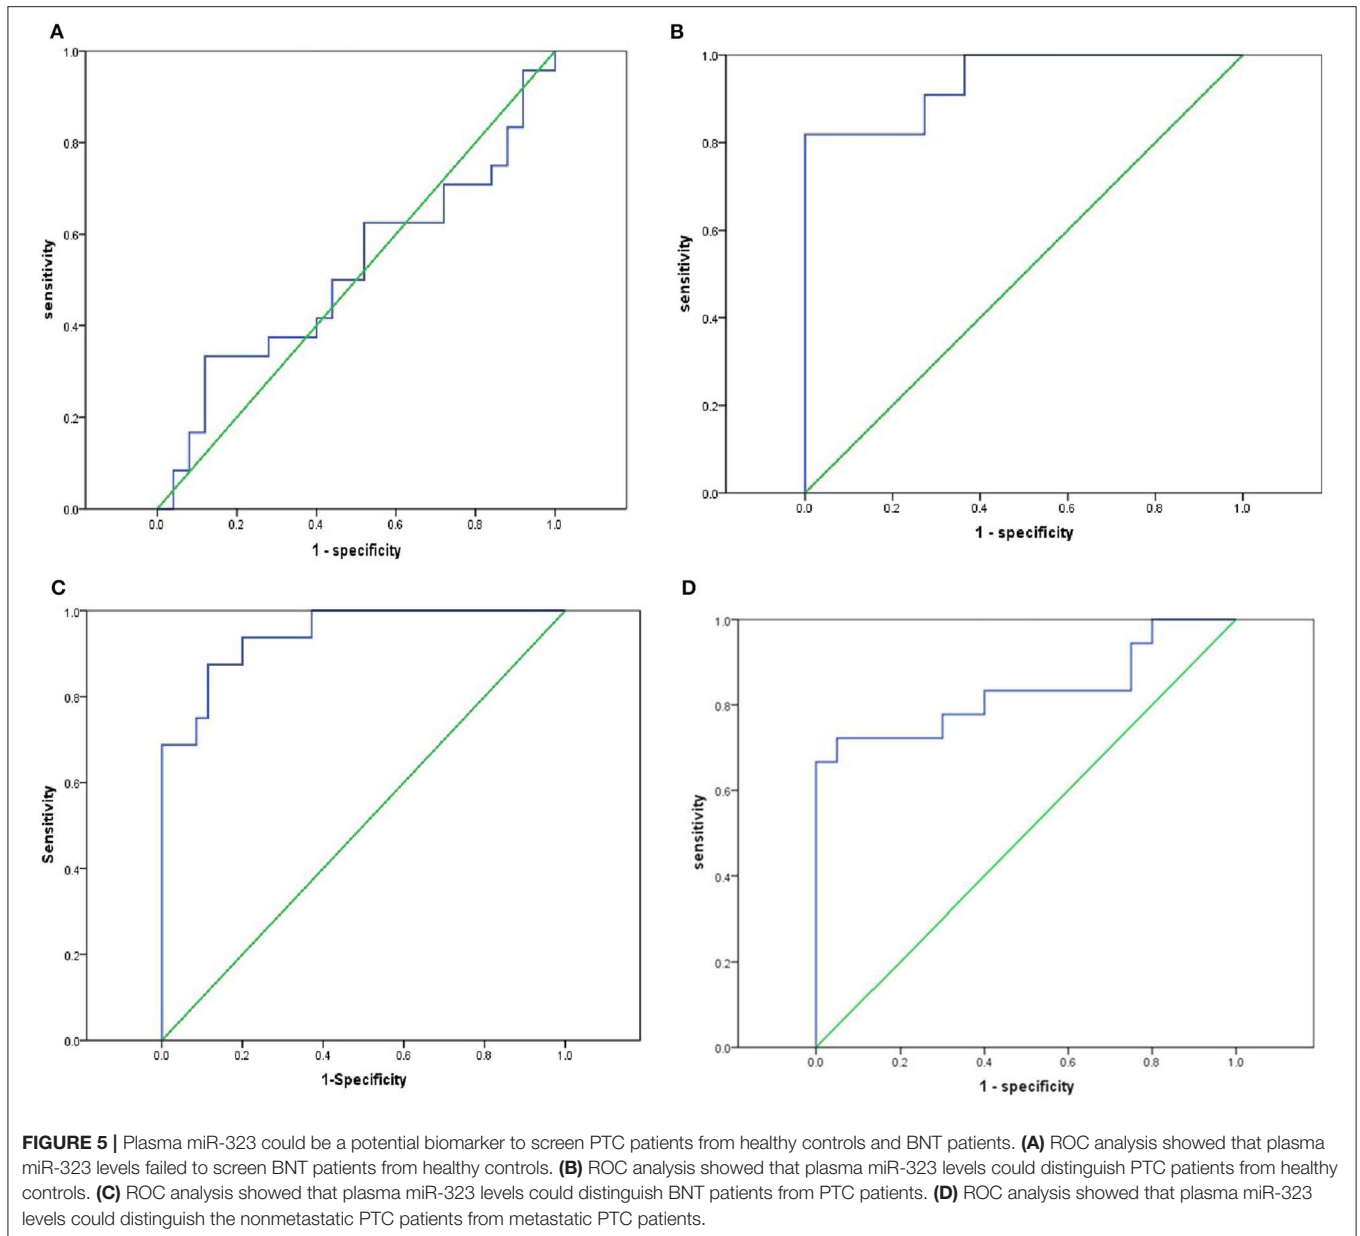 A
1.0
0.8
0.6
0.4
0.2
0.0
sensitivity
0.0 0.2 0.4 0.6 0.8 1.0
1 - specificity
B
1.0
0.8
0.6
0.4
0.2
0.0
sensitivity
0.0 0.2 0.4 0.6 0.8 1.0
1 - specificity
C
1.0
0.8
0.6
0.4
0.2
0.0
Sensitivity
0.0 0.2 0.4 0.6 0.8 1.0
1-Specificity
D
1.0
0.8
0.6
0.4
0.2
0.0
sensitivity
0.0 0.2 0.4 0.6 0.8 1.0
1 - specificity
FIGURE 5 | Plasma miR-323 could be a potential biomarker to screen PTC patients from healthy controls and BNT patients. (A) ROC analysis showed that plasma
miR-323 levels failed to screen BNT patients from healthy controls. (B) ROC analysis showed that plasma miR-323 levels could distinguish PTC patients from healthy
controls. (C) ROC analysis showed that plasma miR-323 levels could distinguish BNT patients from PTC patients. (D) ROC analysis showed that plasma miR-323
levels could distinguish the nonmetastatic PTC patients from metastatic PTC patients.